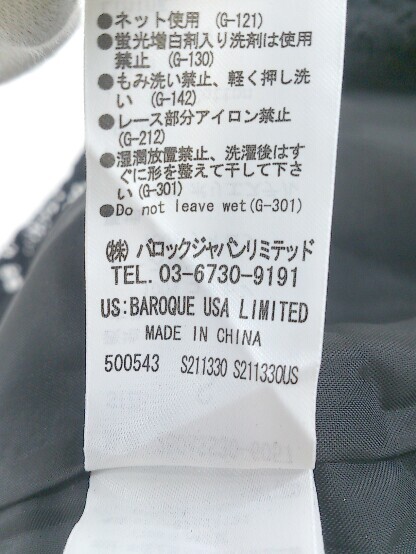 ●ネット使用 (G-121)
●蛍光増白剤入り洗剤は使用
禁止 (G-130)
●もみ洗い禁止、軽く押し洗
い (G-142)
●レース部分アイロン禁止
(G-212)
●湿潤放置禁止、洗濯後はす
ぐに形を整えて干して下さ
い(G-301)
●Do not leave wet(G-301)
㈱ バロックジャパンリミテッド
TEL. 03-6730-9191
US:BAROQUE USA LIMITED
MADE IN CHINA
500543 S211330 S211330US